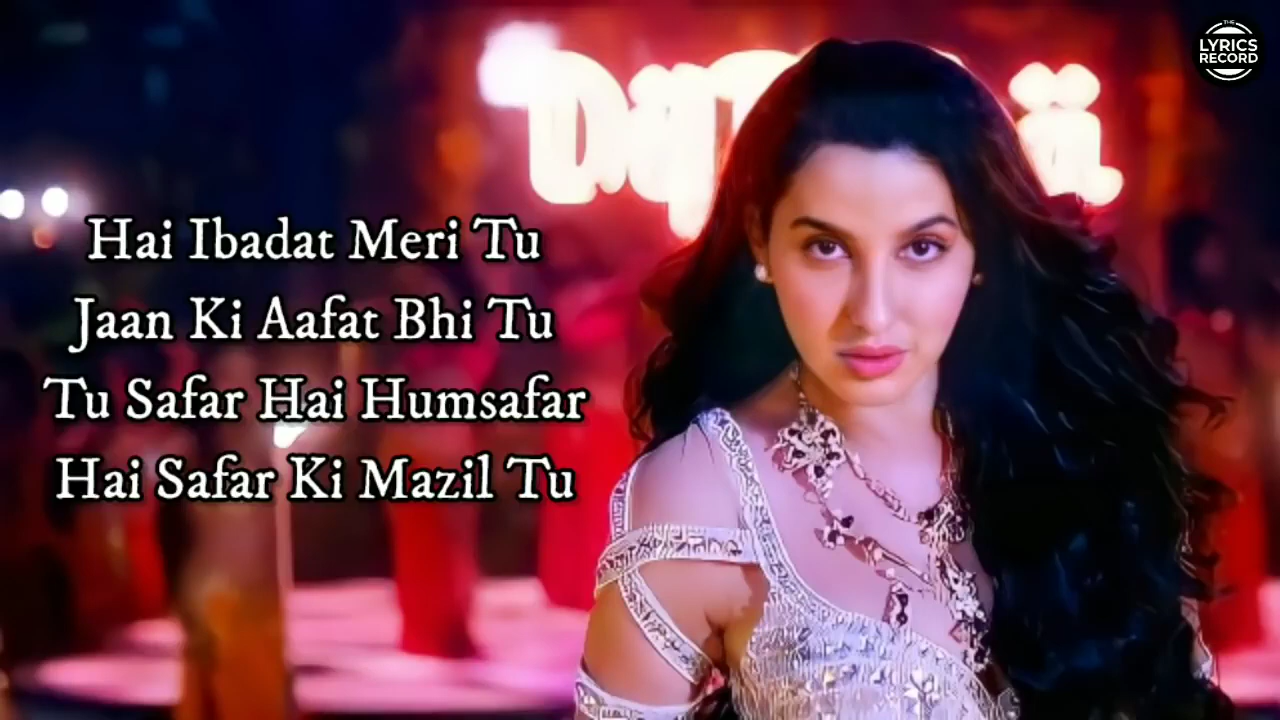 THE
LYRICS
RECORD
Hai Ibadat Meri Tu
Jaan Ki Aafat Bhi Tu
Tu Safar Hai Humsafar
Hai Safar Ki Mazil Tu